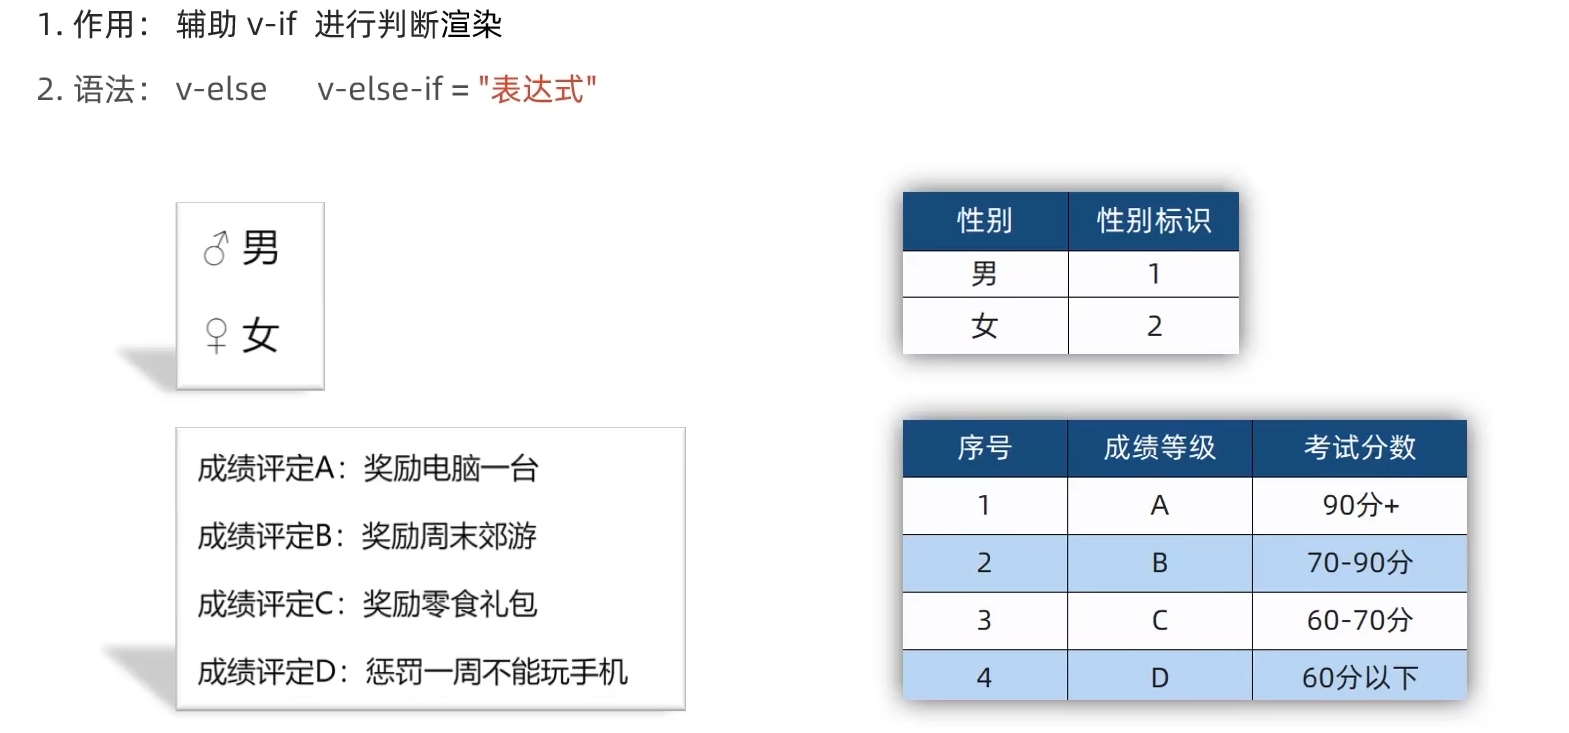 1. 作用： 辅助 v-if 进行判断渲染
2. 语法： v-else v-else-if = "表达式"
♂ 男
♀ 女
性别 性别标识
男 1
女 2
成绩评定A：奖励电脑一台
成绩评定B：奖励周末郊游
成绩评定C：奖励零食礼包
成绩评定D：惩罚一周不能玩手机
序号 成绩等级 考试分数
1 A 90分+
2 B 70-90分
3 C 60-70分
4 D 60分以下